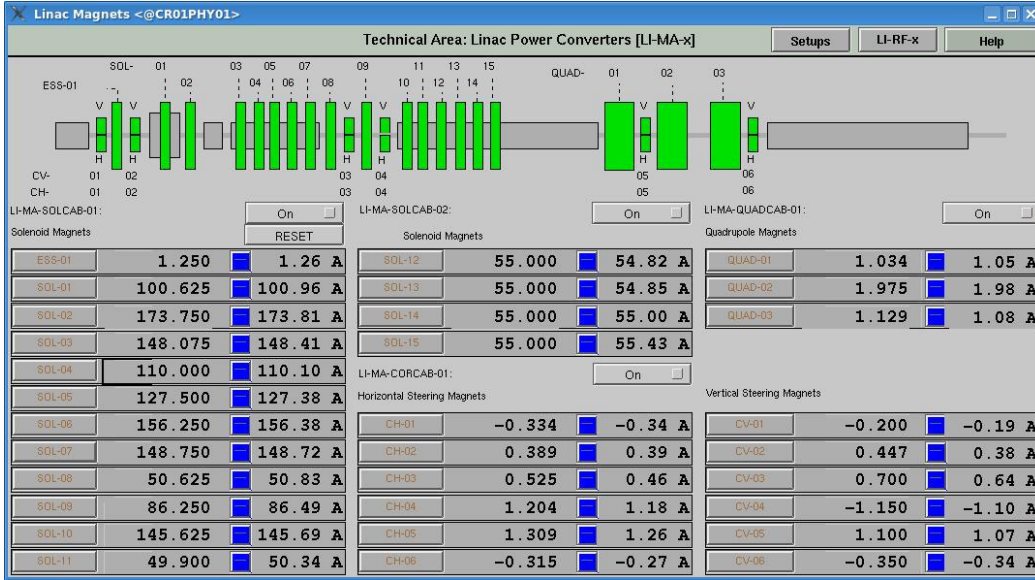 Linac Magnets <@CR01PHY01>
Technical Area: Linac Power Converters [LI-MA-x]
Setups
LI-RF-x
Help
SOL- 01 03 05 07 09 11 13 15 QUAD- 01 02 03
ESS-01 02 04 06 08 10 12 14
V V V V V V
H H H H H H
CV- 01 02 03 04 05 06
CH- 01 02 03 04 05 06
LI-MA-SOLCAB-01: On
Solenoid Magnets RESET
ESS-01 1.250 1.26 A
SOL-01 100.625 100.96 A
SOL-02 173.750 173.81 A
SOL-03 148.075 148.41 A
SOL-04 110.000 110.10 A
SOL-05 127.500 127.38 A
SOL-06 156.250 156.38 A
SOL-07 148.750 148.72 A
SOL-08 50.625 50.83 A
SOL-09 86.250 86.49 A
SOL-10 145.625 145.69 A
SOL-11 49.900 50.34 A
LI-MA-SOLCAB-02: On
Solenoid Magnets
SOL-12 55.000 54.82 A
SOL-13 55.000 54.85 A
SOL-14 55.000 55.00 A
SOL-15 55.000 55.43 A
LI-MA-CORCAB-01: On
Horizontal Steering Magnets
CH-01 -0.334 -0.34 A
CH-02 0.389 0.39 A
CH-03 0.525 0.46 A
CH-04 1.204 1.18 A
CH-05 1.309 1.26 A
CH-06 -0.315 -0.27 A
LI-MA-QUADCAB-01: On
Quadrupole Magnets
QUAD-01 1.034 1.05 A
QUAD-02 1.975 1.98 A
QUAD-03 1.129 1.08 A
Vertical Steering Magnets
CV-01 -0.200 -0.19 A
CV-02 0.447 0.38 A
CV-03 0.700 0.64 A
CV-04 -1.150 -1.10 A
CV-05 1.100 1.07 A
CV-06 -0.350 -0.34 A